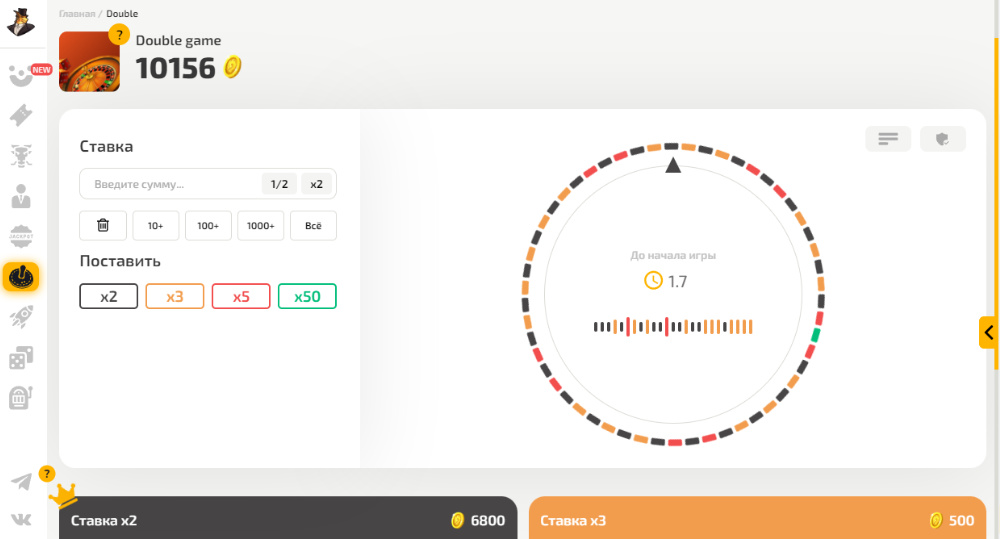 Главная / Double
?
Double game
10156
NEW
Ставка
Введите сумму... 1/2 x2
10+ 100+ 1000+ Всё
Поставить
x2 x3 x5 x50
До начала игры
1.7
JACKPOT
?
Ставка x2 6800
Ставка x3 500